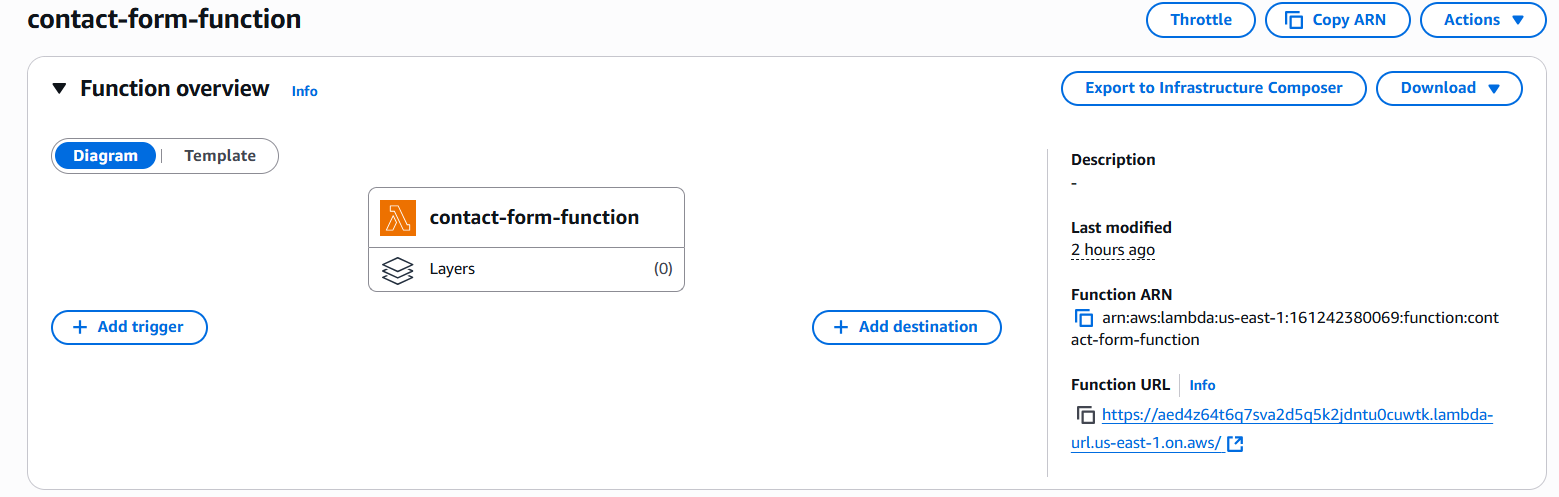 contact-form-function
Throttle
Copy ARN
Actions
Function overview
Info
Export to Infrastructure Composer
Download
Diagram
Template
contact-form-function
Layers
(0)
Add trigger
Add destination
Description
-
Last modified
2 hours ago
Function ARN
arn:aws:lambda:us-east-1:161242380069:function:cont
act-form-function
Function URL
Info
https://aed4z64t6q7sva2d5q5k2jdntu0cuwtk.lambda-
url.us-east-1.on.aws/